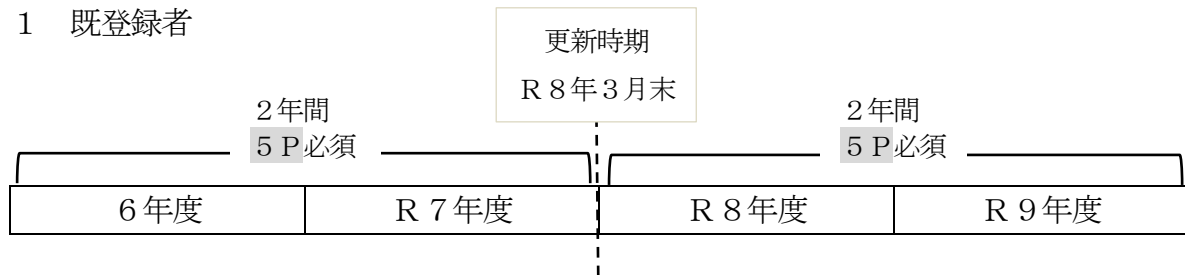 １　既登録者
更新時期
Ｒ８年３月末
２年間
５Ｐ必須
２年間
５Ｐ必須
６年度
Ｒ７年度
Ｒ８年度
Ｒ９年度